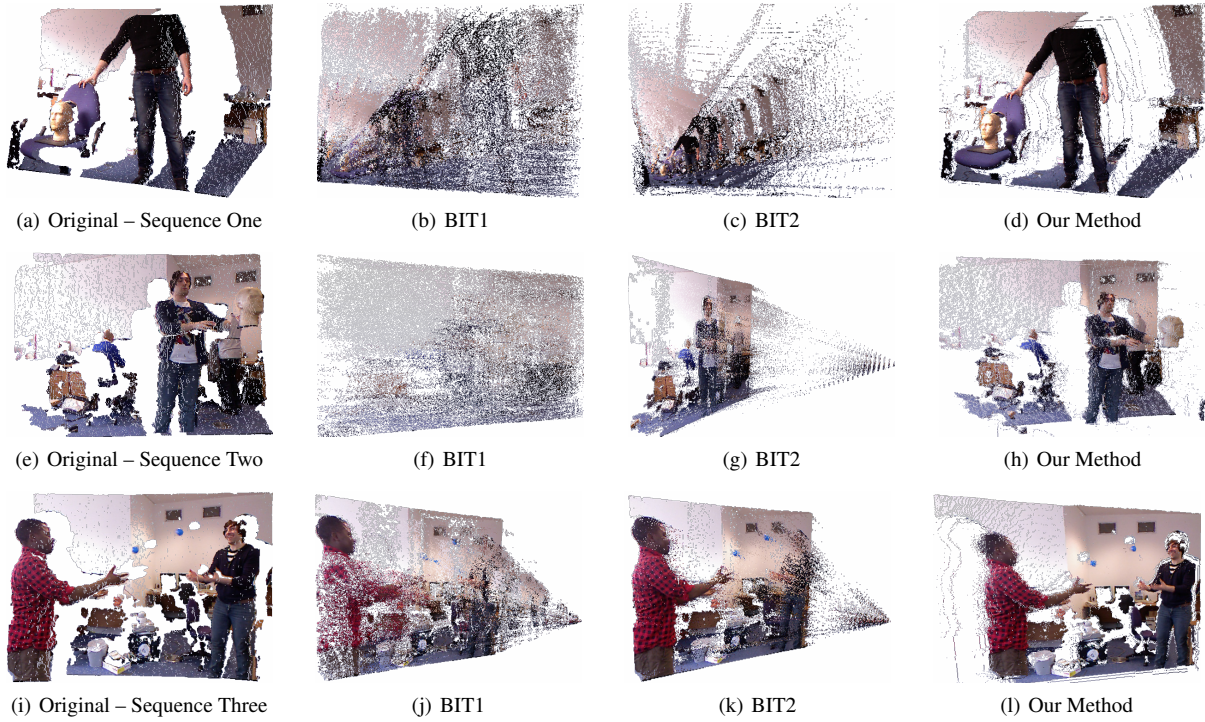 (a) Original – Sequence One
(b) BIT1
(c) BIT2
(d) Our Method
(e) Original – Sequence Two
(f) BIT1
(g) BIT2
(h) Our Method
(i) Original – Sequence Three
(j) BIT1
(k) BIT2
(l) Our Method